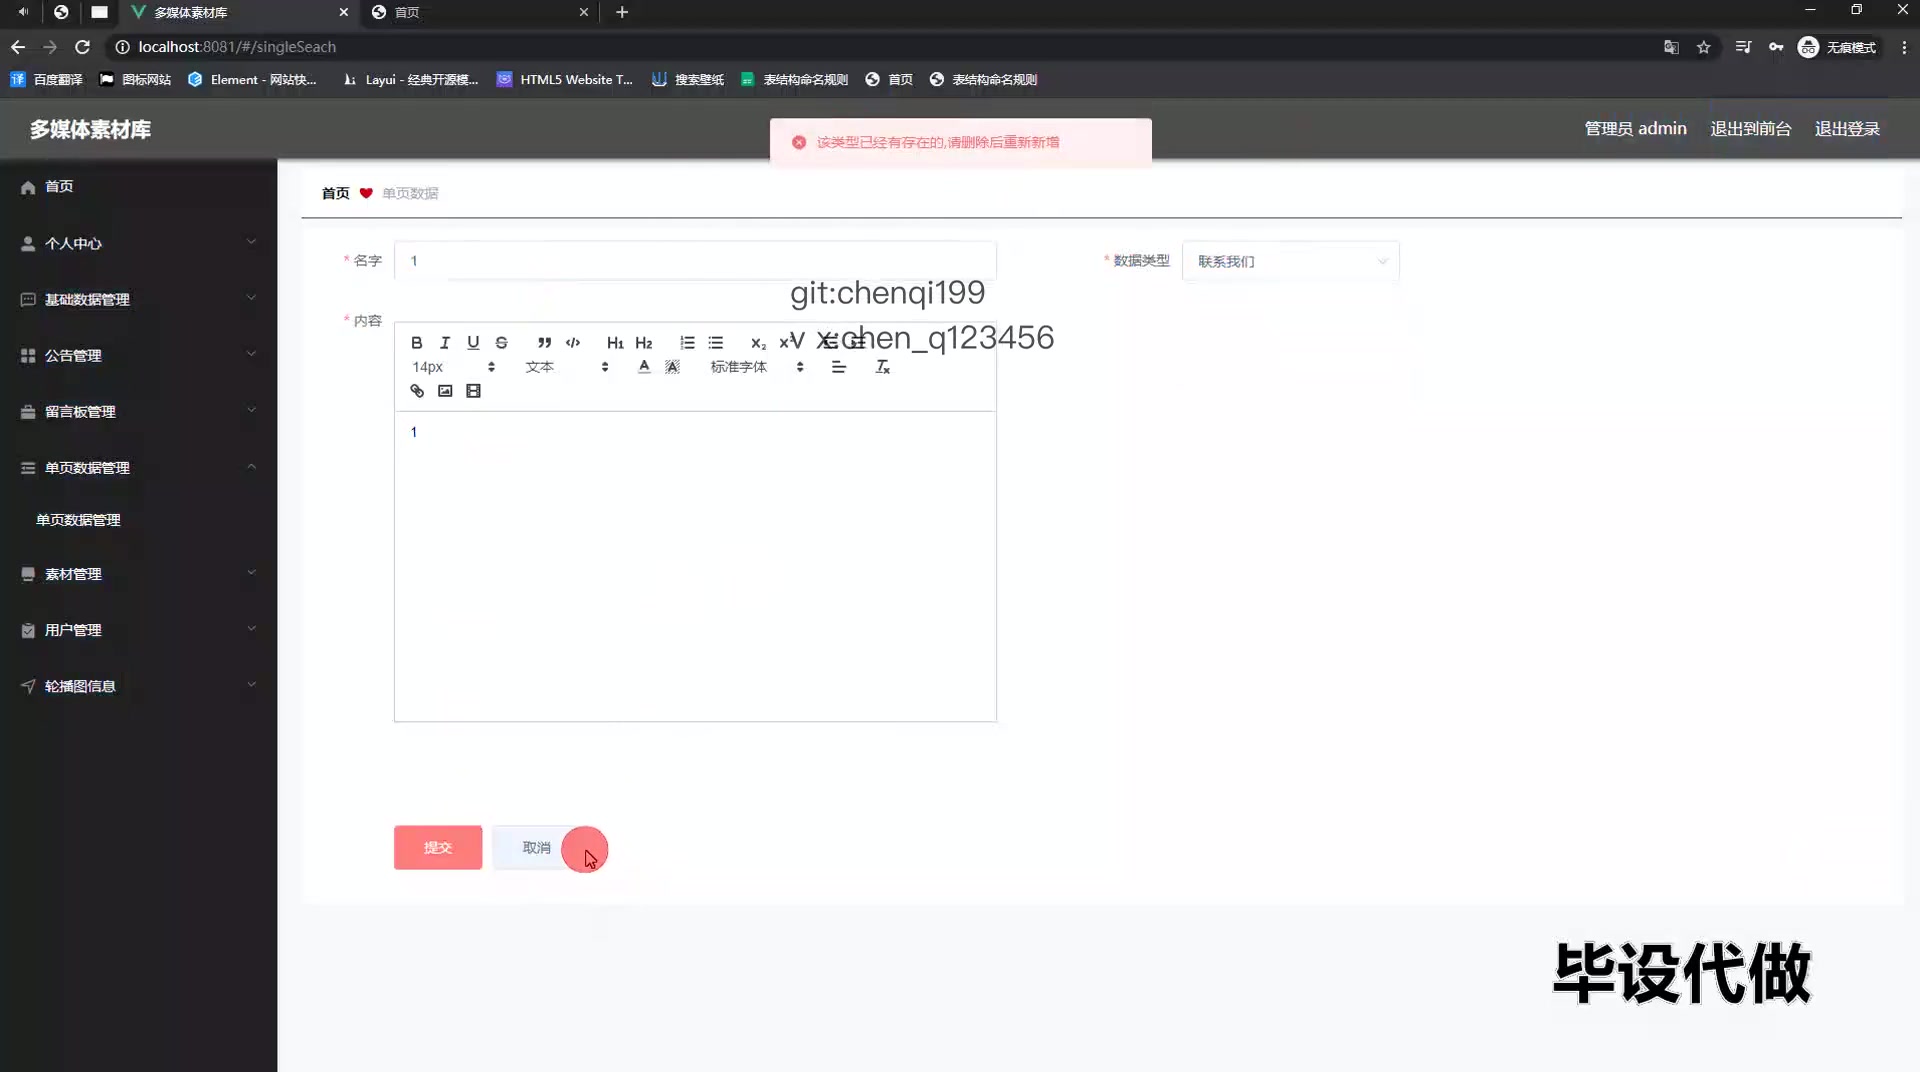 多媒体素材库
首页
localhost:8081/#/singleSeach
无痕模式
百度翻译
图标网站
Element - 网站快...
Layui - 经典开源模...
HTML5 Website T...
搜索壁纸
表结构命名规则
首页
表结构命名规则
多媒体素材库
该类型已经有存在的,请删除后重新新增
管理员 admin
退出到前台
退出登录
首页
个人中心
基础数据管理
公告管理
留言板管理
单页数据管理
单页数据管理
素材管理
用户管理
轮播图信息
首页 单页数据
* 名字
1
* 数据类型
联系我们
git:chenqi199
v x:chen_q123456
* 内容
14px
文本
标准字体
1
提交
取消
毕设代做